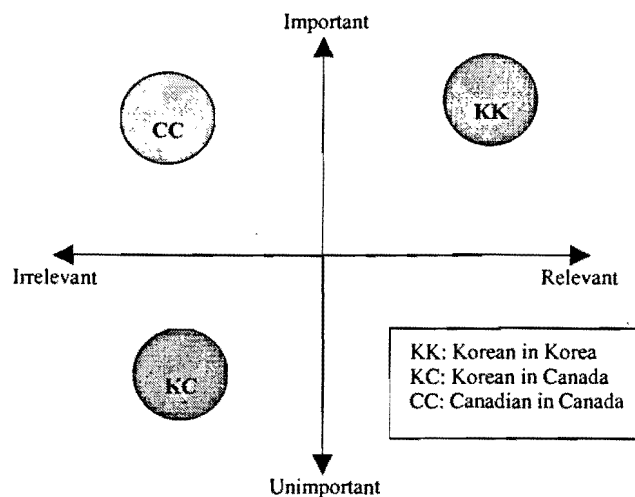 Important
CC
KK
Irrelevant
Relevant
KC
KK: Korean in Korea
KC: Korean in Canada
CC: Canadian in Canada
Unimportant